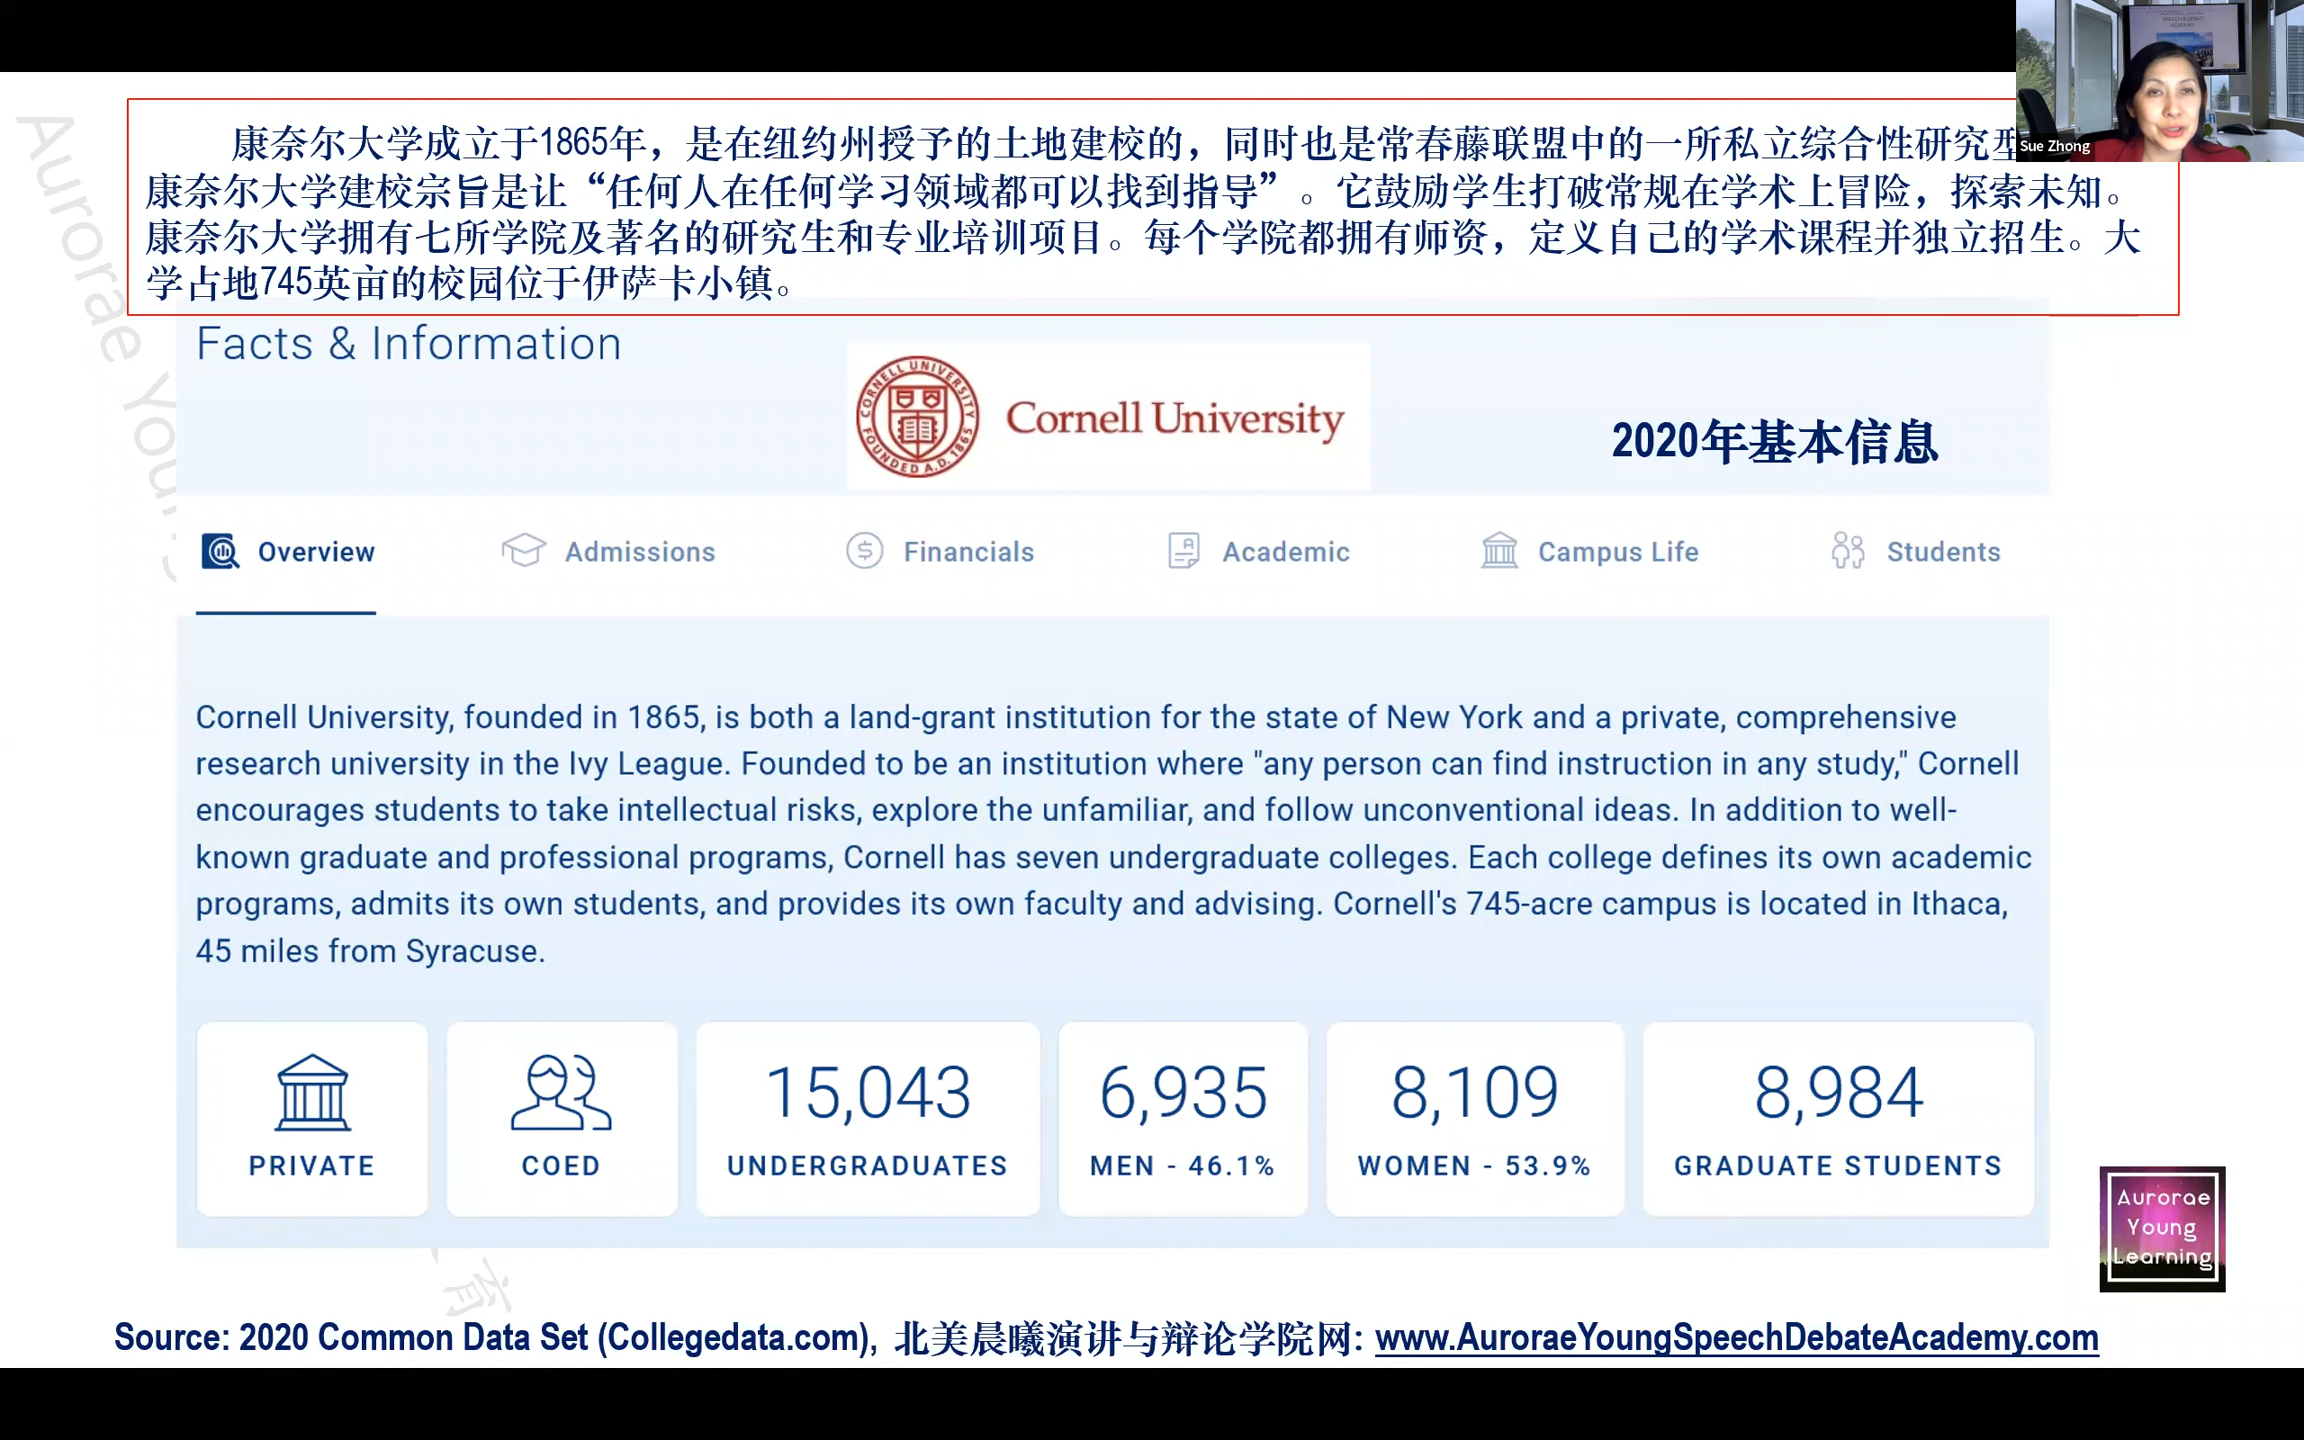 康奈尔大学成立于1865年，是在纽约州授予的土地建校的，同时也是常春藤联盟中的一所私立综合性研究型
康奈尔大学建校宗旨是让“任何人在任何学习领域都可以找到指导”。它鼓励学生打破常规在学术上冒险，探索未知。
康奈尔大学拥有七所学院及著名的研究生和专业培训项目。每个学院都拥有师资，定义自己的学术课程并独立招生。大
学占地745英亩的校园位于伊萨卡小镇。
Sue Zhong
Facts & Information
CORNELL UNIVERSITY
FOUNDED A.D. 1865
Cornell University
2020年基本信息
Overview
Admissions
Financials
Academic
Campus Life
Students
Cornell University, founded in 1865, is both a land-grant institution for the state of New York and a private, comprehensive
research university in the Ivy League. Founded to be an institution where "any person can find instruction in any study," Cornell
encourages students to take intellectual risks, explore the unfamiliar, and follow unconventional ideas. In addition to well-
known graduate and professional programs, Cornell has seven undergraduate colleges. Each college defines its own academic
programs, admits its own students, and provides its own faculty and advising. Cornell's 745-acre campus is located in Ithaca,
45 miles from Syracuse.
PRIVATE
COED
15,043
UNDERGRADUATES
6,935
MEN - 46.1%
8,109
WOMEN - 53.9%
8,984
GRADUATE STUDENTS
Aurorae
Young
Learning
Aurorae You
育
Source: 2020 Common Data Set (Collegedata.com), 北美晨曦演讲与辩论学院网: www.AuroraeYoungSpeechDebateAcademy.com